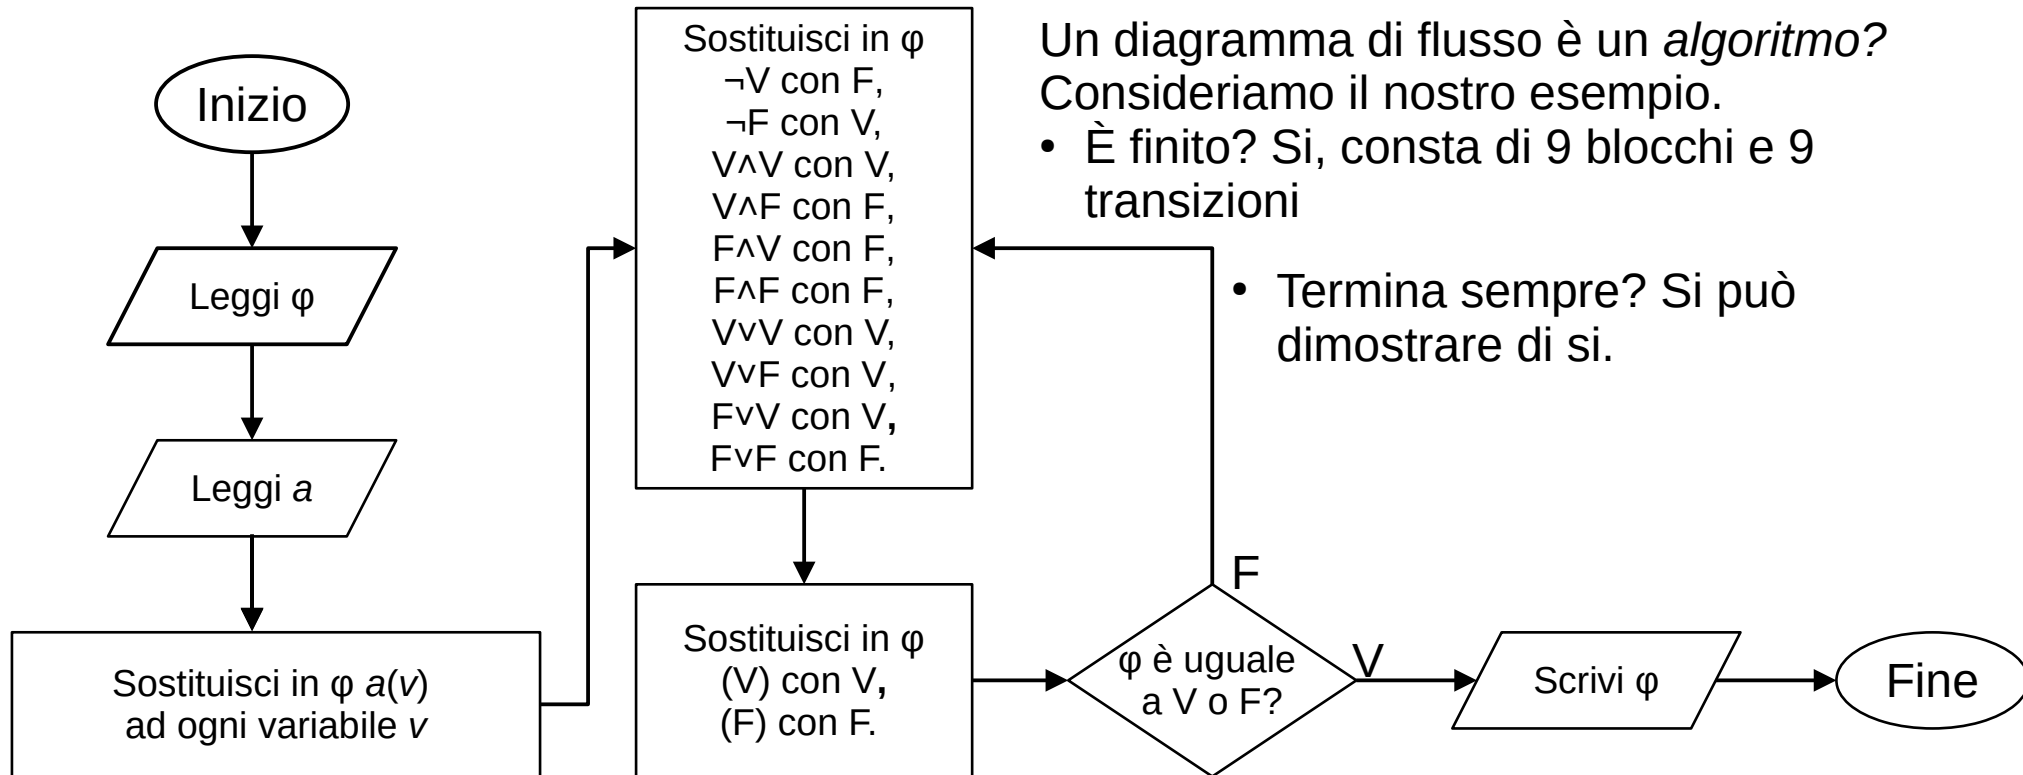 Inizio
Leggi φ
Leggi a
Sostituisci in φ a(v)
ad ogni variabile v
Sostituisci in φ
¬V con F,
¬F con V,
V∧V con V,
V∧F con F,
F∧V con F,
F∧F con F,
V∨V con V,
V∨F con V,
F∨V con V,
F∨F con F.
Sostituisci in φ
(V) con V,
(F) con F.
φ è uguale
a V o F?
F
V
Scrivi φ
Fine
Un diagramma di flusso è un algoritmo?
Consideriamo il nostro esempio.
• È finito? Si, consta di 9 blocchi e 9
transizioni
• Termina sempre? Si può
dimostrare di si.